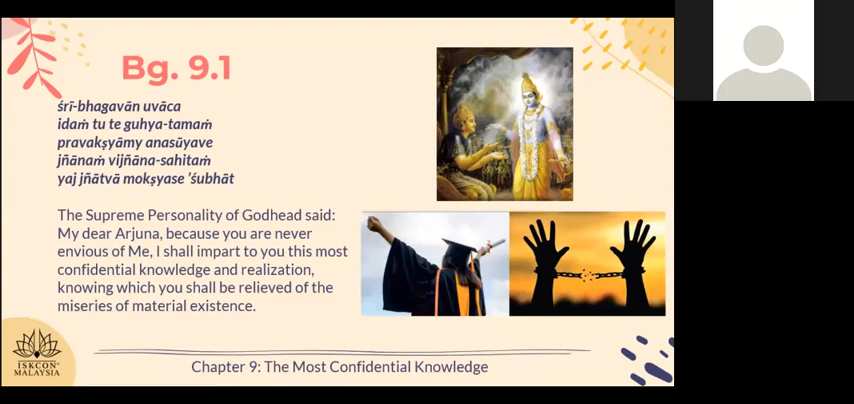 Bg. 9.1
śrī-bhagavān uvāca
idaṁ tu te guhya-tamaṁ
pravakṣyāmy anasūyave
jñānaṁ vijñāna-sahitaṁ
yaj jñātvā mokṣyase 'śubhāt
The Supreme Personality of Godhead said:
My dear Arjuna, because you are never
envious of Me, I shall impart to you this most
confidential knowledge and realization,
knowing which you shall be relieved of the
miseries of material existence.
ISKCON
MALAYSIA
Chapter 9: The Most Confidential Knowledge